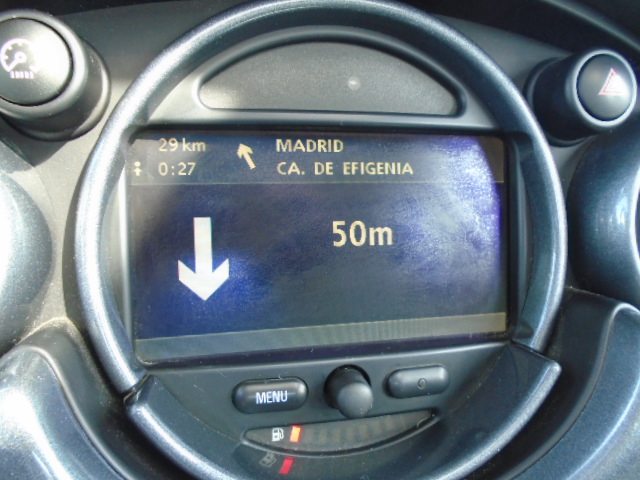 29 km MADRID
0:27 CA. DE EFIGENIA
50m
MENU